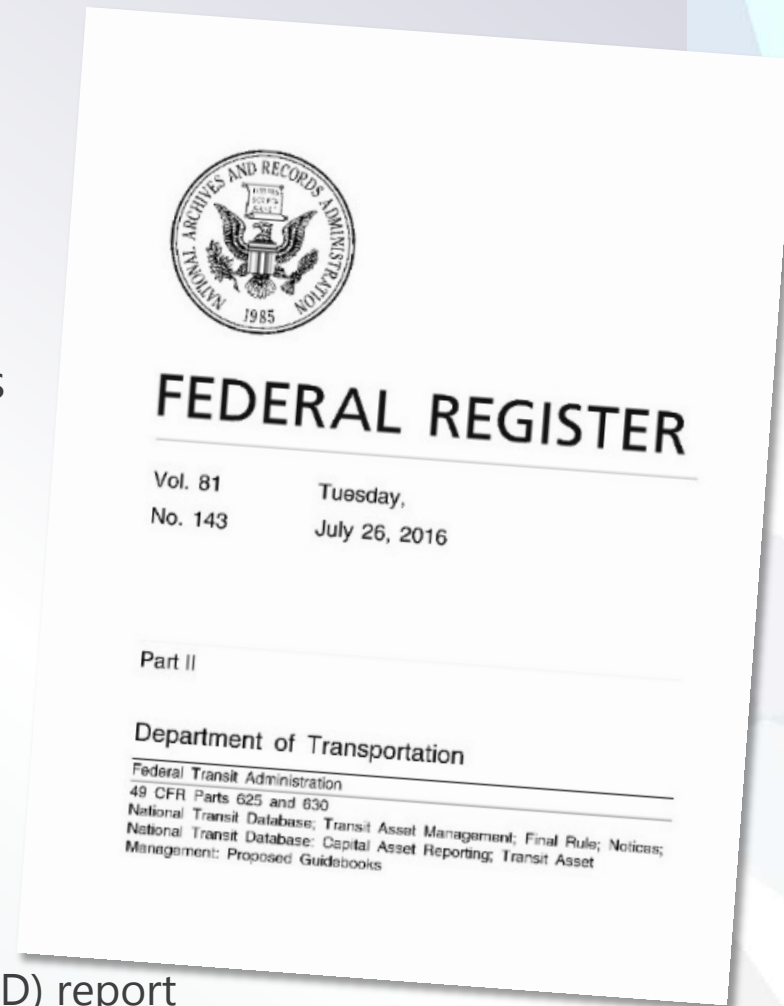 s
NATIONAL ARCHIVES AND RECORDS ADMINISTRATION
1985
FEDERAL REGISTER
Vol. 81
Tuesday,
No. 143
July 26, 2016
Part II
Department of Transportation
Federal Transit Administration
49 CFR Parts 625 and 630
National Transit Database; Transit Asset Management; Final Rule; Notices;
National Transit Database: Capital Asset Reporting; Transit Asset
Management: Proposed Guidebooks
D) report